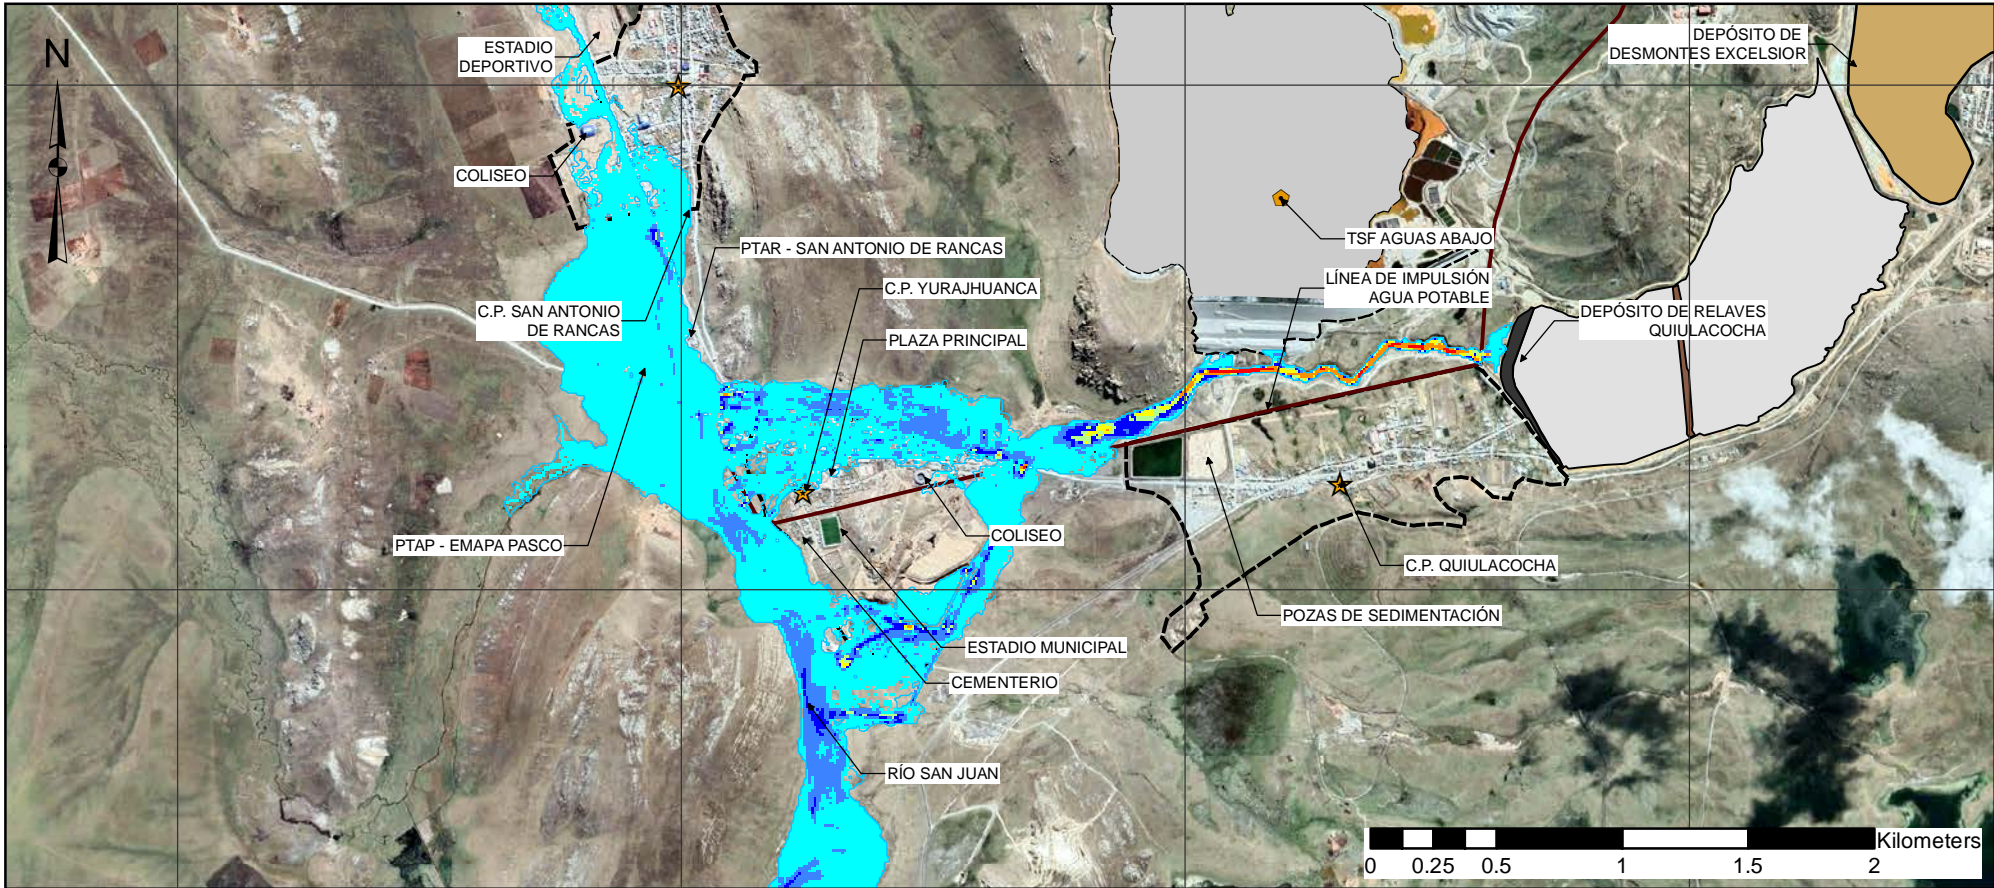 N
ESTADIO
DEPORTIVO
DEPÓSITO DE
DESMONTES EXCELSIOR
COLISEO
TSF AGUAS ABAJO
PTAR - SAN ANTONIO DE RANCAS
LÍNEA DE IMPULSIÓN
AGUA POTABLE
C.P. YURAJHUANCA
C.P. SAN ANTONIO
DE RANCAS
DEPÓSITO DE RELAVES
QUIULACOCHA
PLAZA PRINCIPAL
PTAP - EMAPA PASCO
COLISEO
C.P. QUIULACOCHA
POZAS DE SEDIMENTACIÓN
ESTADIO MUNICIPAL
CEMENTERIO
RÍO SAN JUAN
Kilometers
0 0.25 0.5 1 1.5 2